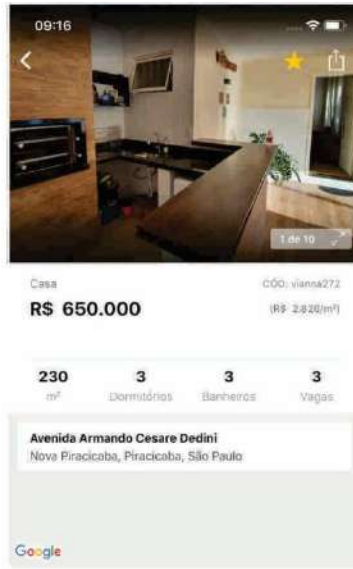 09:16
1 de 10
Casa
CÓD: vianna272
R$ 650.000
(R$ 2.826/m²)
230
3
3
3
m²
Dormitórios
Banheiros
Vagas
Avenida Armando Cesare Dedini
Nova Piracicaba, Piracicaba, São Paulo
Google